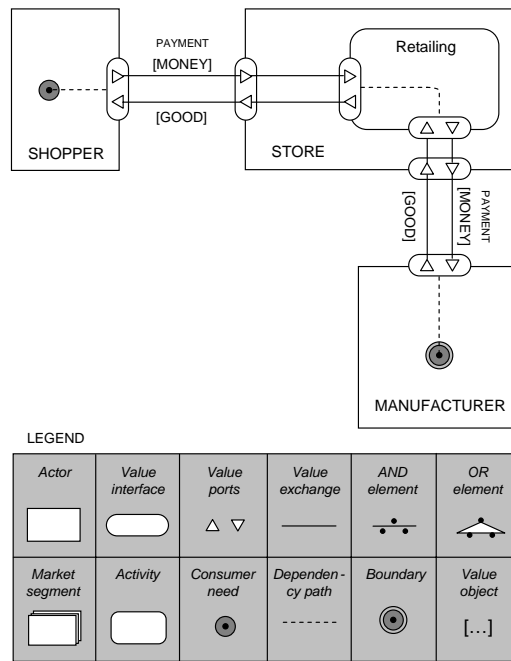 PAYMENT
[MONEY]
[GOOD]
SHOPPER
Retailing
STORE
[GOOD]
[MONEY]
PAYMENT
MANUFACTURER
LEGEND
Actor
Value
interface
Value
ports
Value
exchange
AND
element
OR
element
Market
segment
Activity
Consumer
need
Dependen-
cy path
Boundary
Value
object
[...]